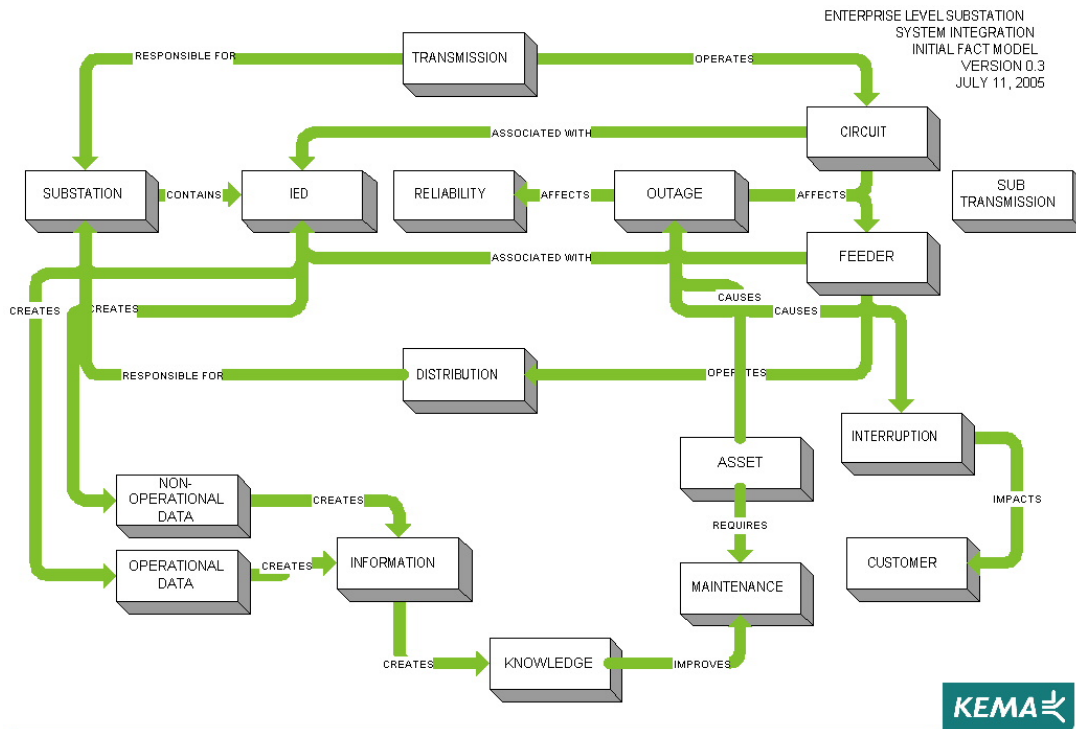 ENTERPRISE LEVEL SUBSTATION
SYSTEM INTEGRATION
INITIAL FACT MODEL
VERSION 0.3
JULY 11, 2005
RESPONSIBLE FOR
TRANSMISSION
OPERATES
CIRCUIT
ASSOCIATED WITH
SUBSTATION
CONTAINS
IED
RELIABILITY
AFFECTS
OUTAGE
AFFECTS
SUB
TRANSMISSION
FEEDER
ASSOCIATED WITH
CREATES
CREATES
CAUSES
CAUSES
RESPONSIBLE FOR
DISTRIBUTION
OPERATES
INTERRUPTION
ASSET
NON-
OPERATIONAL
DATA
CREATES
IMPACTS
REQUIRES
OPERATIONAL
DATA
CREATES
INFORMATION
CUSTOMER
MAINTENANCE
CREATES
KNOWLEDGE
IMPROVES
KEMA